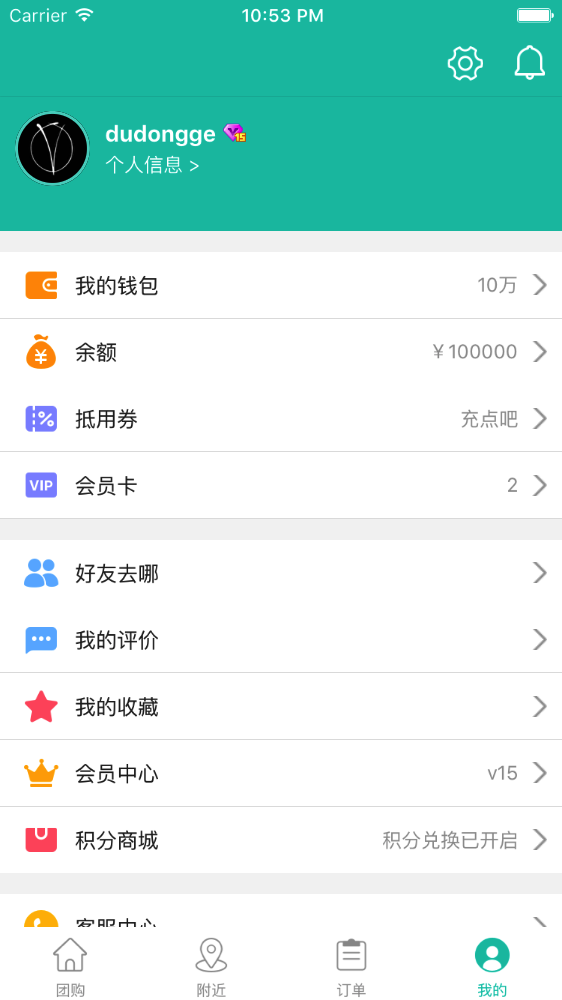 Carrier 10:53 PM
dudongge V 15
个人信息 >
我的钱包 10万
余额 ￥100000
抵用券 充点吧
VIP 会员卡 2
好友去哪
我的评价
我的收藏
会员中心 v15
积分商城 积分兑换已开启
客服中心
团购 附近 订单 我的